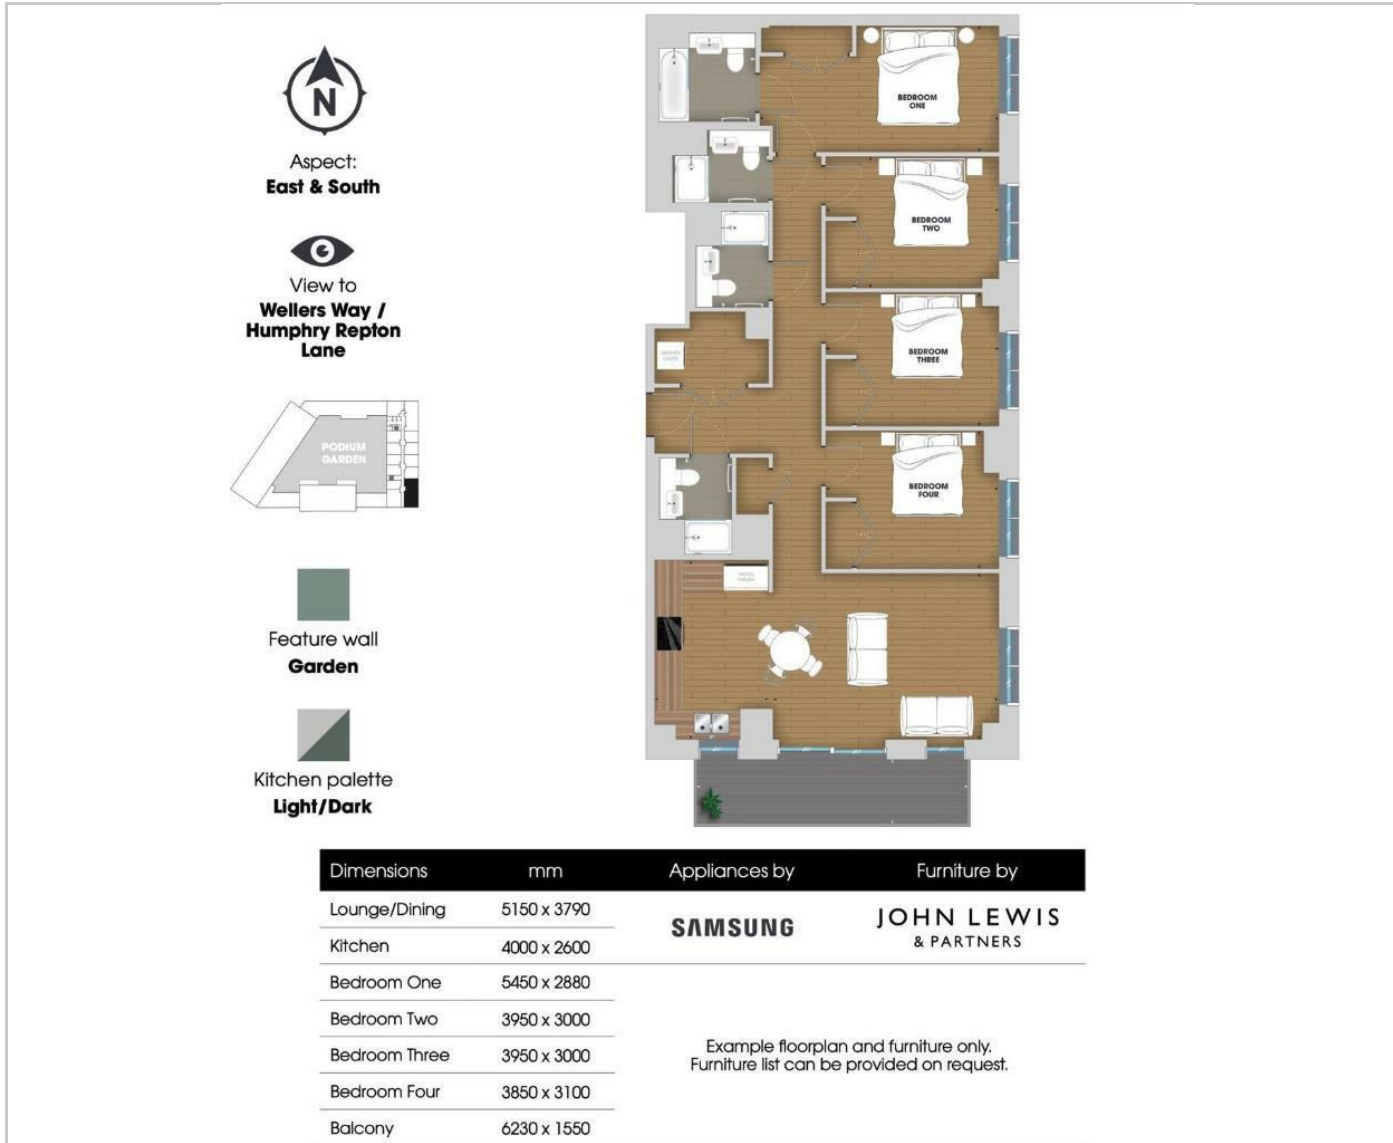 N
Aspect:
East & South
View to
Wellers Way /
Humphry Repton
Lane
PODIUM
GARDEN
Feature wall
Garden
Kitchen palette
Light/Dark
BEDROOM
ONE
BEDROOM
TWO
BEDROOM
THREE
BEDROOM
FOUR
Dimensions mm Appliances by Furniture by
Lounge/Dining 5150 x 3790
SAMSUNG
JOHN LEWIS
& PARTNERS
Kitchen 4000 x 2600
Bedroom One 5450 x 2880
Bedroom Two 3950 x 3000
Bedroom Three 3950 x 3000
Bedroom Four 3850 x 3100
Balcony 6230 x 1550
Example floorplan and furniture only.
Furniture list can be provided on request.